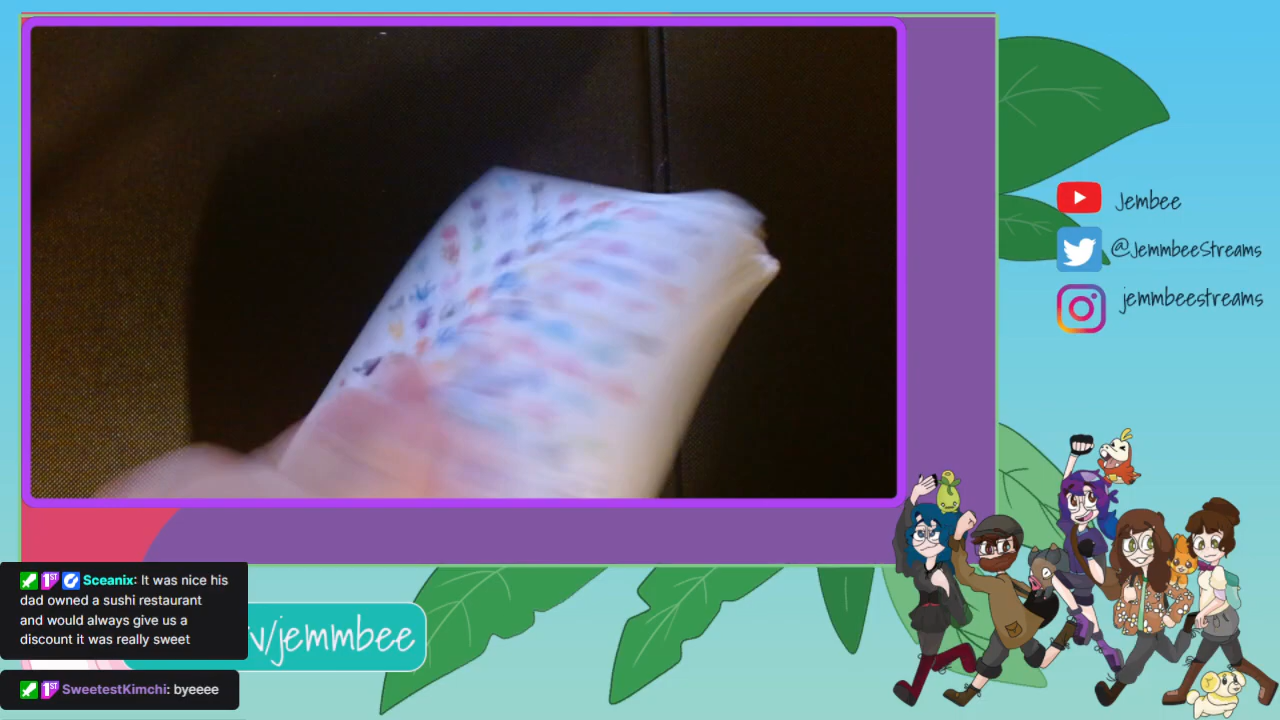 Jembee
@JemmbeeStreams
jemmbeestreams
Sceanix: It was nice his
dad owned a sushi restaurant
and would always give us a
discount it was really sweet
v/jemmbee
SweetestKimchi: byeeee